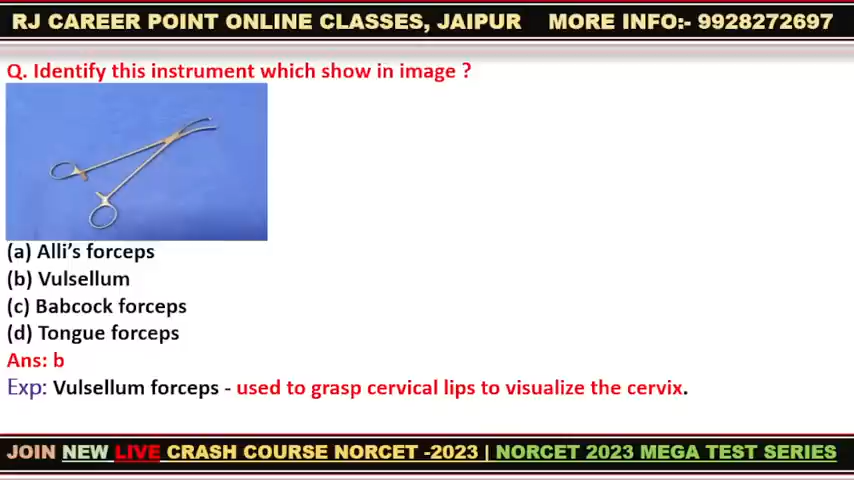 RJ CAREER POINT ONLINE CLASSES, JAIPUR MORE INFO:- 9928272697
Q. Identify this instrument which show in image ?
(a) Alli's forceps
(b) Vulsellum
(c) Babcock forceps
(d) Tongue forceps
Ans: b
Exp: Vulsellum forceps - used to grasp cervical lips to visualize the cervix.
JOIN NEW LIVE CRASH COURSE NORCET -2023 | NORCET 2023 MEGA TEST SERIES